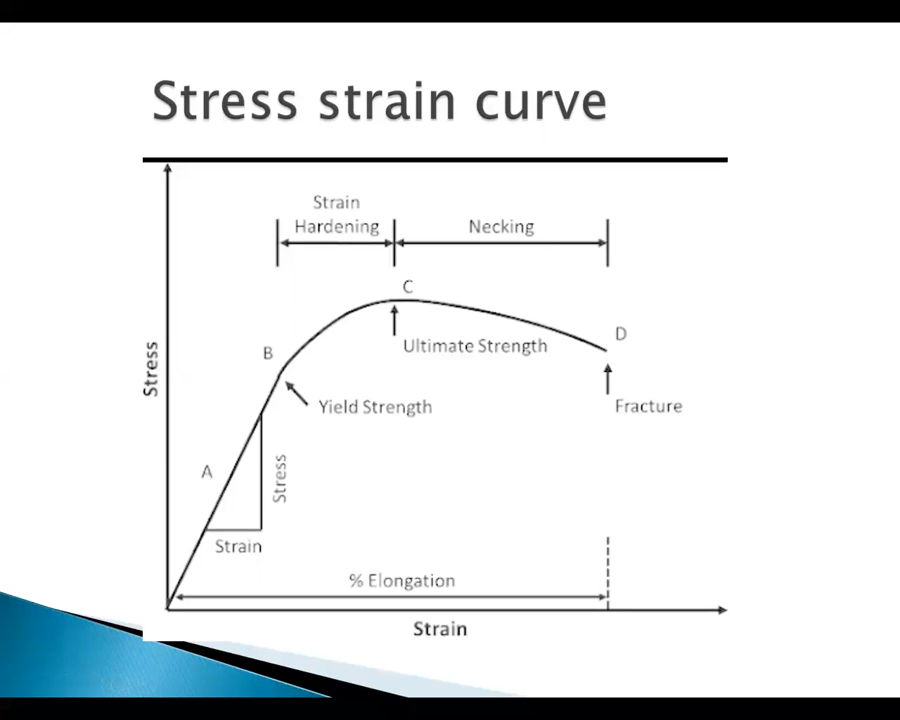 Stress strain curve
Strain
Hardening
Necking
C
Ultimate Strength
D
B
Yield Strength
Fracture
Stress
A
Stress
Strain
% Elongation
Strain